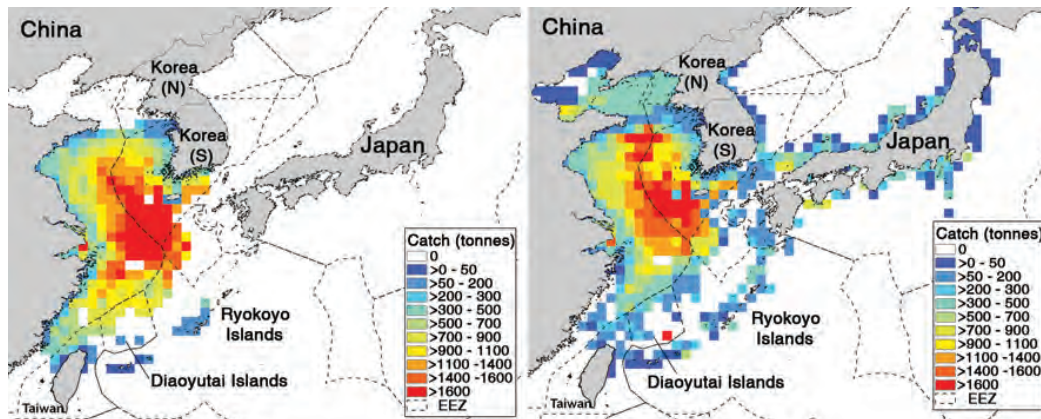 China
Korea
(N)
Korea
(S)
Japan
Ryokoyo
Islands
Diaoyutai Islands
Taiwan
Catch (tonnes)
0
>0 - 50
>50 - 200
>200 - 300
>300 - 500
>500 - 700
>700 - 900
>900 - 1100
>1100 -1400
>1400 -1600
>1600
EEZ
China
Korea
(N)
Korea
(S)
Japan
Ryokoyo
Islands
Diaoyutai Islands
Taiwan
Catch (tonnes)
0
>0 - 50
>50 - 200
>200 - 300
>300 - 500
>500 - 700
>700 - 900
>900 - 1100
>1100 -1400
>1400 -1600
>1600
EEZ